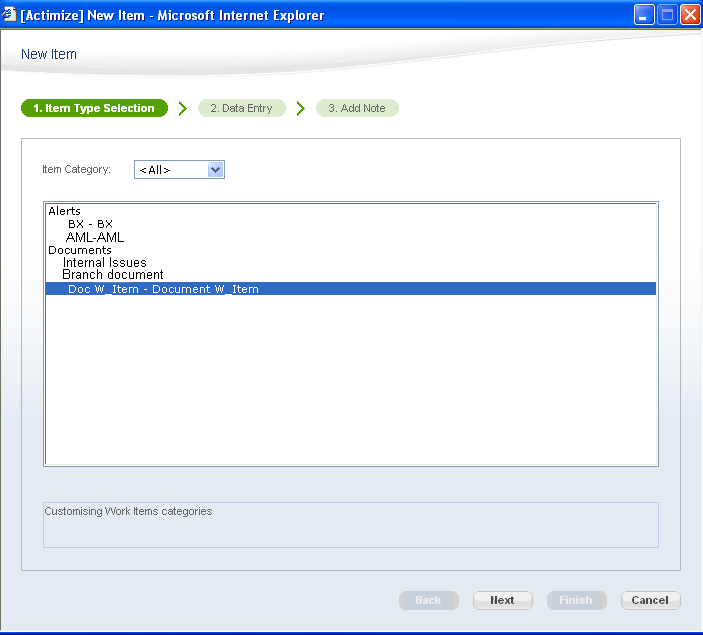 [Actimize] New Item - Microsoft Internet Explorer
New Item
1. Item Type Selection
2. Data Entry
3. Add Note
Item Category:
<All>
Alerts
BX - BX
AML-AML
Documents
Internal Issues
Branch document
Doc W_Item - Document W_Item
Customising Work Items categories
Back
Next
Finish
Cancel